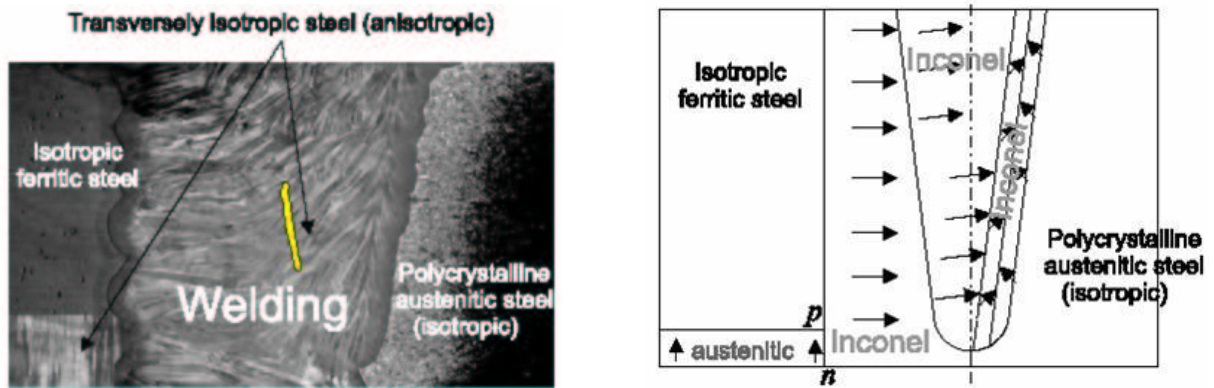 Transversely isotropic steel (anisotropic)
Isotropic
ferritic steel
Welding
Polycrystalline
austenitic steel
(isotropic)
Isotropic
ferritic steel
Inconel
Inconel
Polycrystalline
austenitic steel
(isotropic)
p
austenitic
Inconel
n